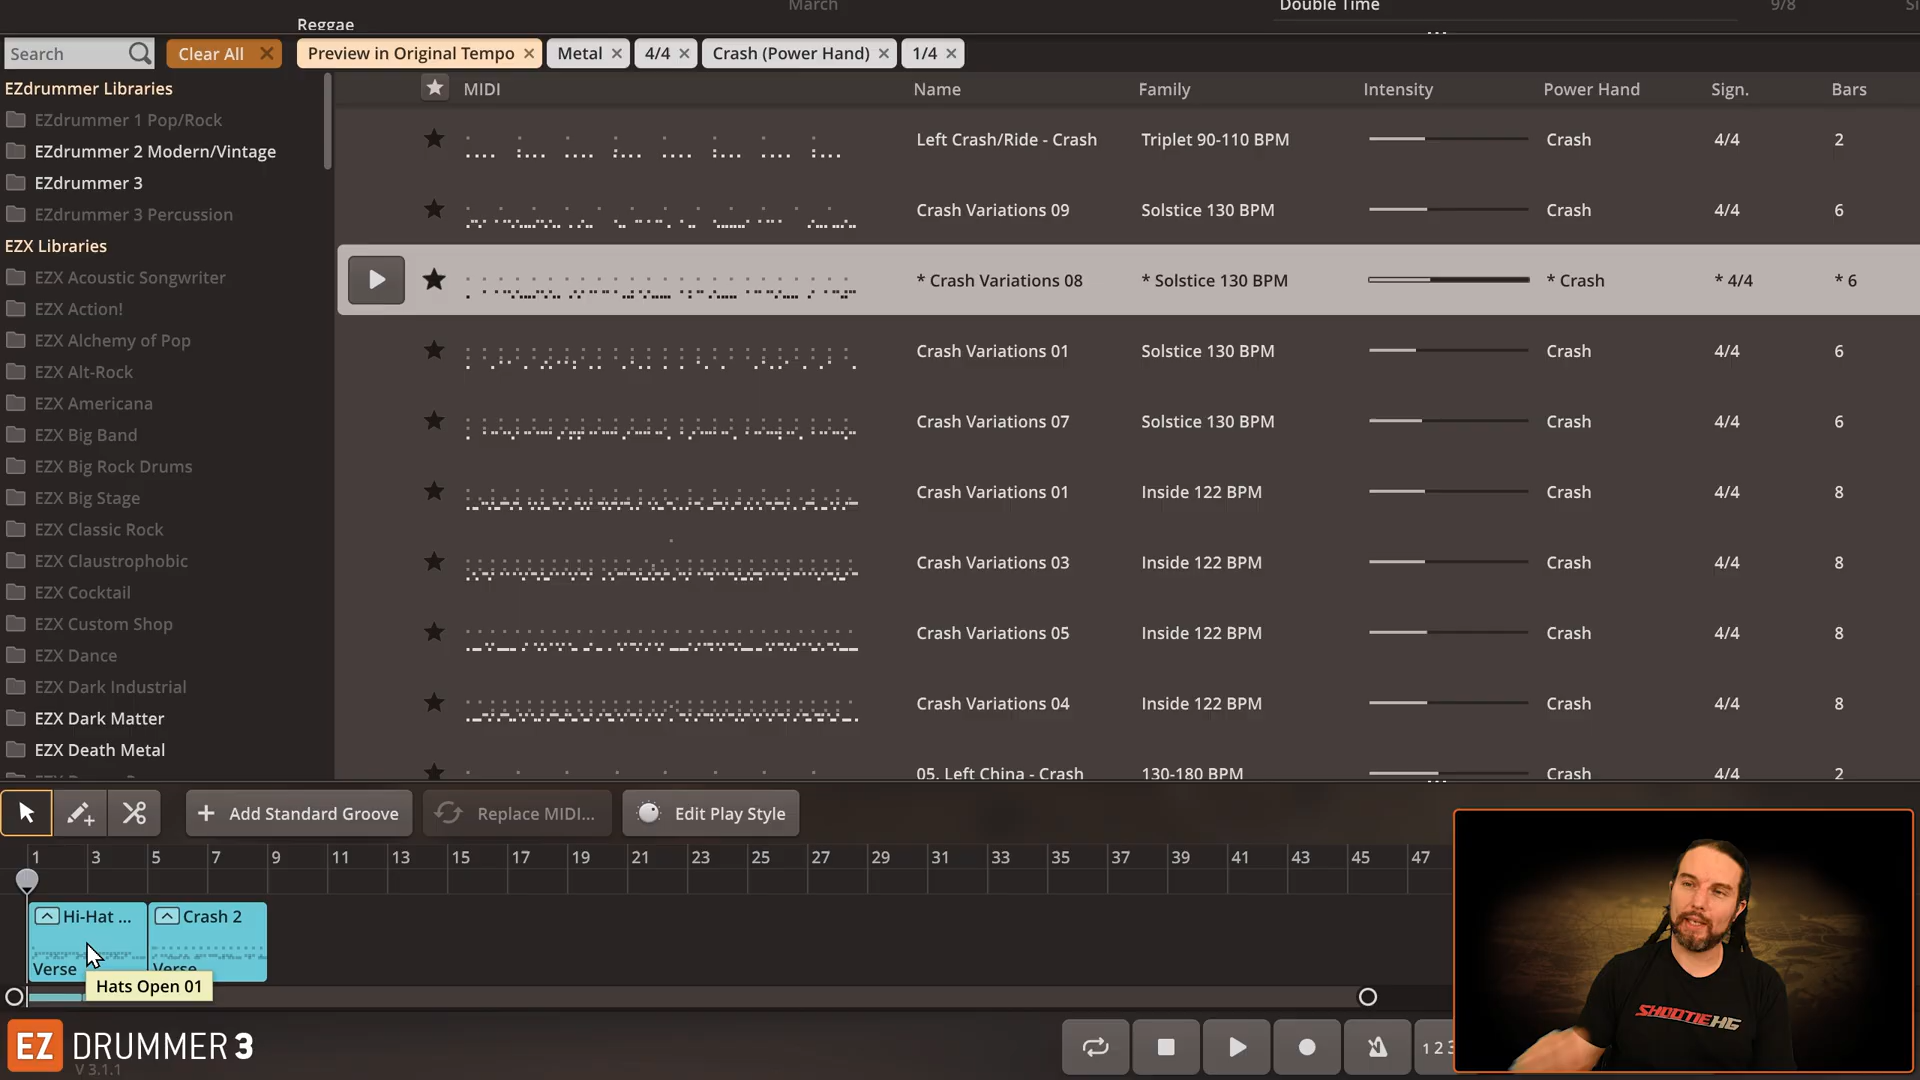 March
Double Time
9/8
Reggae
Search
Clear All
Preview in Original Tempo
Metal
4/4
Crash (Power Hand)
1/4
MIDI
Name
Family
Intensity
Power Hand
Sign.
Bars
EZdrummer Libraries
EZdrummer 1 Pop/Rock
EZdrummer 2 Modern/Vintage
EZdrummer 3
EZdrummer 3 Percussion
EZX Libraries
EZX Acoustic Songwriter
EZX Action!
EZX Alchemy of Pop
EZX Alt-Rock
EZX Americana
EZX Big Band
EZX Big Rock Drums
EZX Big Stage
EZX Classic Rock
EZX Claustrophobic
EZX Cocktail
EZX Custom Shop
EZX Dance
EZX Dark Industrial
EZX Dark Matter
EZX Death Metal
Left Crash/Ride - Crash Triplet 90-110 BPM Crash 4/4 2
Crash Variations 09 Solstice 130 BPM Crash 4/4 6
* Crash Variations 08 * Solstice 130 BPM * Crash * 4/4 * 6
Crash Variations 01 Solstice 130 BPM Crash 4/4 6
Crash Variations 07 Solstice 130 BPM Crash 4/4 6
Crash Variations 01 Inside 122 BPM Crash 4/4 8
Crash Variations 03 Inside 122 BPM Crash 4/4 8
Crash Variations 05 Inside 122 BPM Crash 4/4 8
Crash Variations 04 Inside 122 BPM Crash 4/4 8
05. Left China - Crash 130-180 BPM Crash 4/4 2
Add Standard Groove
Replace MIDI...
Edit Play Style
1 3 5 7 9 11 13 15 17 19 21 23 25 27 29 31 33 35 37 39 41 43 45 47
Hi-Hat ...
Crash 2
Verse
Verse
Hats Open 01
EZ DRUMMER 3
V 3.1.1
1 2 3
SHOOTIEHG